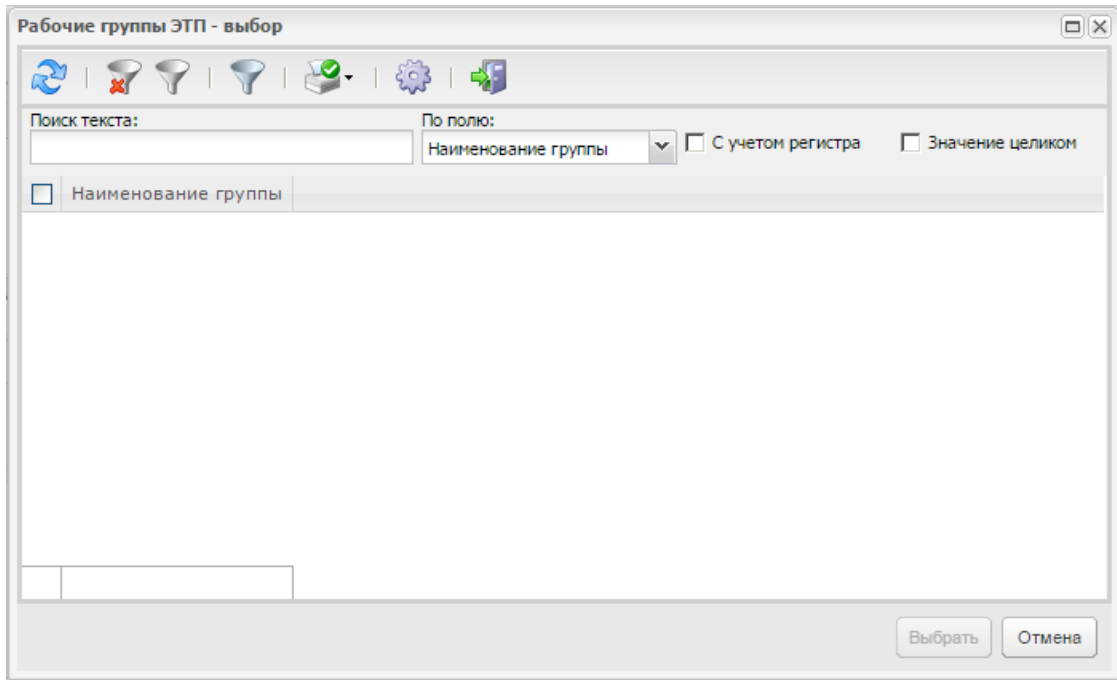 Рабочие группы ЭТП - выбор
Поиск текста: По полю:
Наименование группы С учетом регистра Значение целиком
Наименование группы
Выбрать Отмена